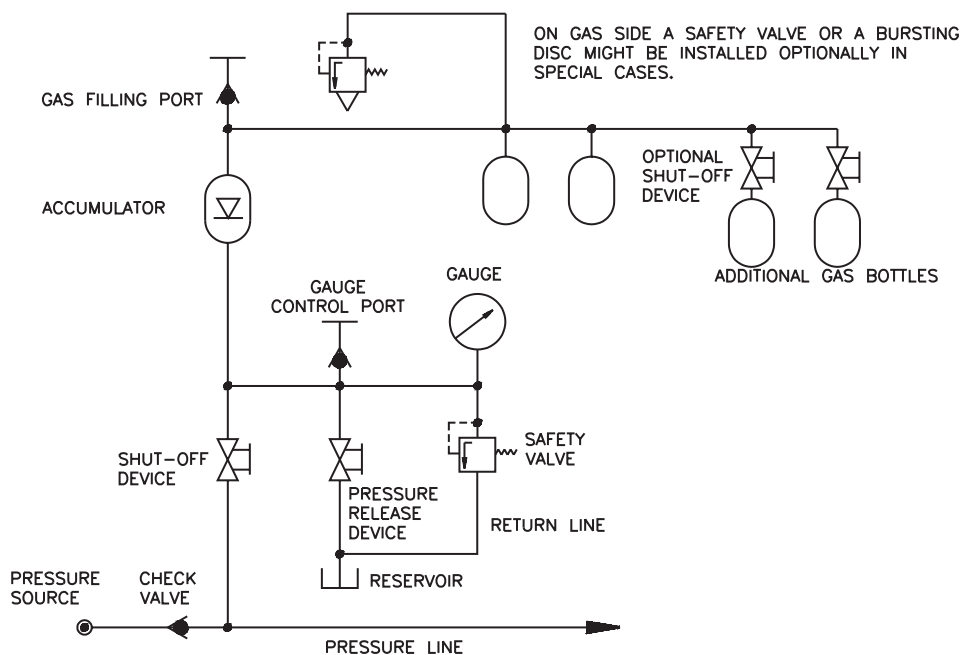 ON GAS SIDE A SAFETY VALVE OR A BURSTING
DISC MIGHT BE INSTALLED OPTIONALLY IN
SPECIAL CASES.
GAS FILLING PORT
OPTIONAL
SHUT-OFF
DEVICE
ACCUMULATOR
ADDITIONAL GAS BOTTLES
GAUGE
GAUGE
CONTROL PORT
SAFETY
VALVE
SHUT-OFF
DEVICE
PRESSURE
RELEASE
DEVICE
RETURN LINE
RESERVOIR
PRESSURE
SOURCE
CHECK
VALVE
PRESSURE LINE